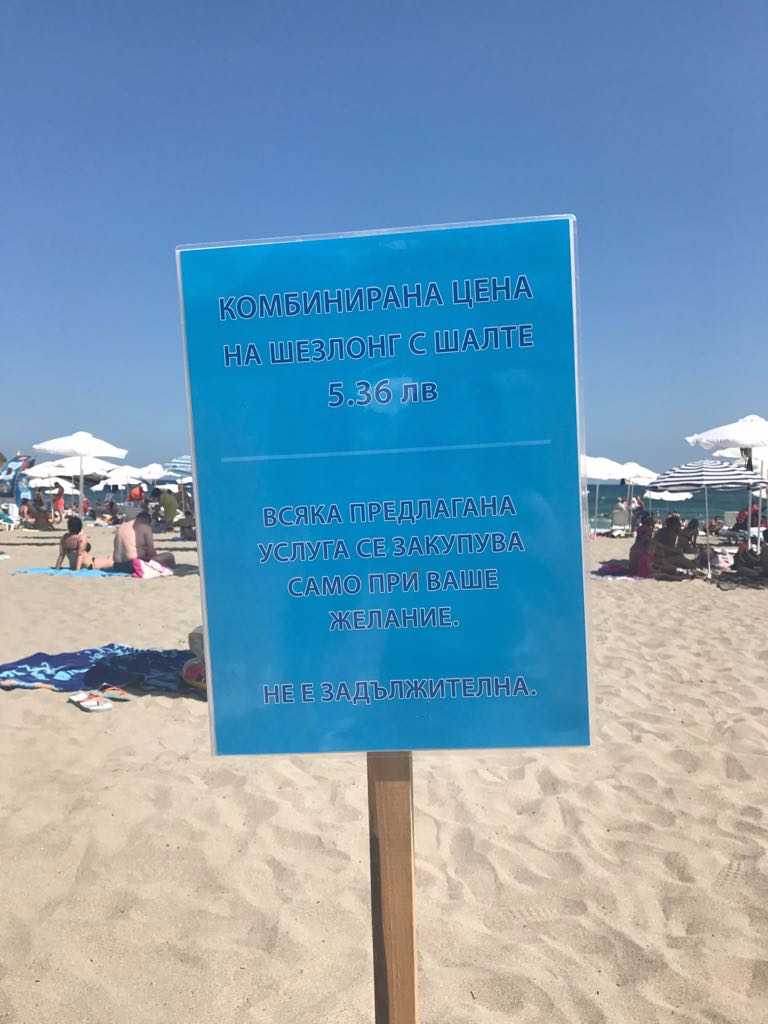 КОМБИНИРАНА ЦЕНА
НА ШЕЗЛОНГ С ШАЛТЕ
5.36 лв
ВСЯКА ПРЕДЛАГАНА
УСЛУГА СЕ ЗАКУПУВА
САМО ПРИ ВАШЕ
ЖЕЛАНИЕ.
НЕ Е ЗАДЪЛЖИТЕЛНА.